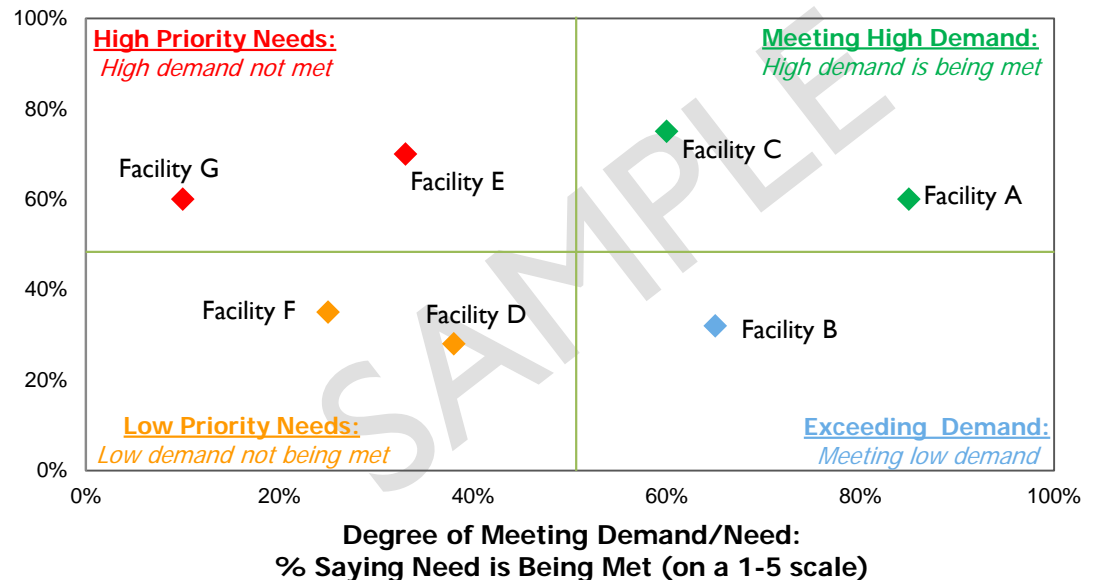 100%
High Priority Needs:
High demand not met
Meeting High Demand:
High demand is being met
80%
Facility C
Facility G
Facility E
60%
Facility A
40%
Facility F
Facility D
Facility B
20%
Low Priority Needs:
Low demand not being met
Exceeding Demand:
Meeting low demand
0%
0% 20% 40% 60% 80% 100%
SAMPLE
Degree of Meeting Demand/Need:
% Saying Need is Being Met (on a 1-5 scale)